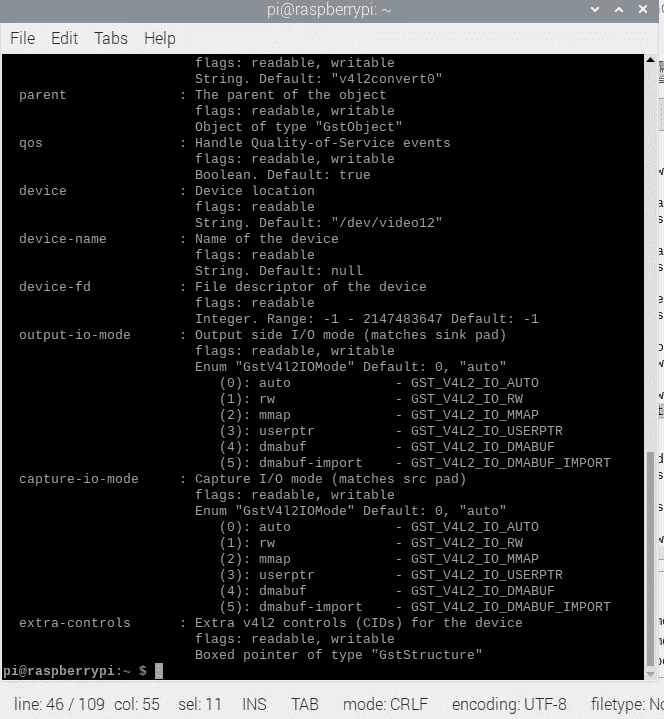 pi@raspberrypi: ~
File Edit Tabs Help
flags: readable, writable
String. Default: "v4l2convert0"
parent : The parent of the object
flags: readable, writable
Object of type "GstObject"
qos : Handle Quality-of-Service events
flags: readable, writable
Boolean. Default: true
device : Device location
flags: readable
String. Default: "/dev/video12"
device-name : Name of the device
flags: readable
String. Default: null
device-fd : File descriptor of the device
flags: readable
Integer. Range: -1 - 2147483647 Default: -1
output-io-mode : Output side I/O mode (matches sink pad)
flags: readable, writable
Enum "GstV4l2IOMode" Default: 0, "auto"
(0): auto - GST_V4L2_IO_AUTO
(1): rw - GST_V4L2_IO_RW
(2): mmap - GST_V4L2_IO_MMAP
(3): userptr - GST_V4L2_IO_USERPTR
(4): dmabuf - GST_V4L2_IO_DMABUF
(5): dmabuf-import - GST_V4L2_IO_DMABUF_IMPORT
capture-io-mode : Capture I/O mode (matches src pad)
flags: readable, writable
Enum "GstV4l2IOMode" Default: 0, "auto"
(0): auto - GST_V4L2_IO_AUTO
(1): rw - GST_V4L2_IO_RW
(2): mmap - GST_V4L2_IO_MMAP
(3): userptr - GST_V4L2_IO_USERPTR
(4): dmabuf - GST_V4L2_IO_DMABUF
(5): dmabuf-import - GST_V4L2_IO_DMABUF_IMPORT
extra-controls : Extra v4l2 controls (CIDs) for the device
flags: readable, writable
Boxed pointer of type "GstStructure"
pi@raspberrypi:~ $
line: 46 / 109 col: 55 sel: 11 INS TAB mode: CRLF encoding: UTF-8 filetype: